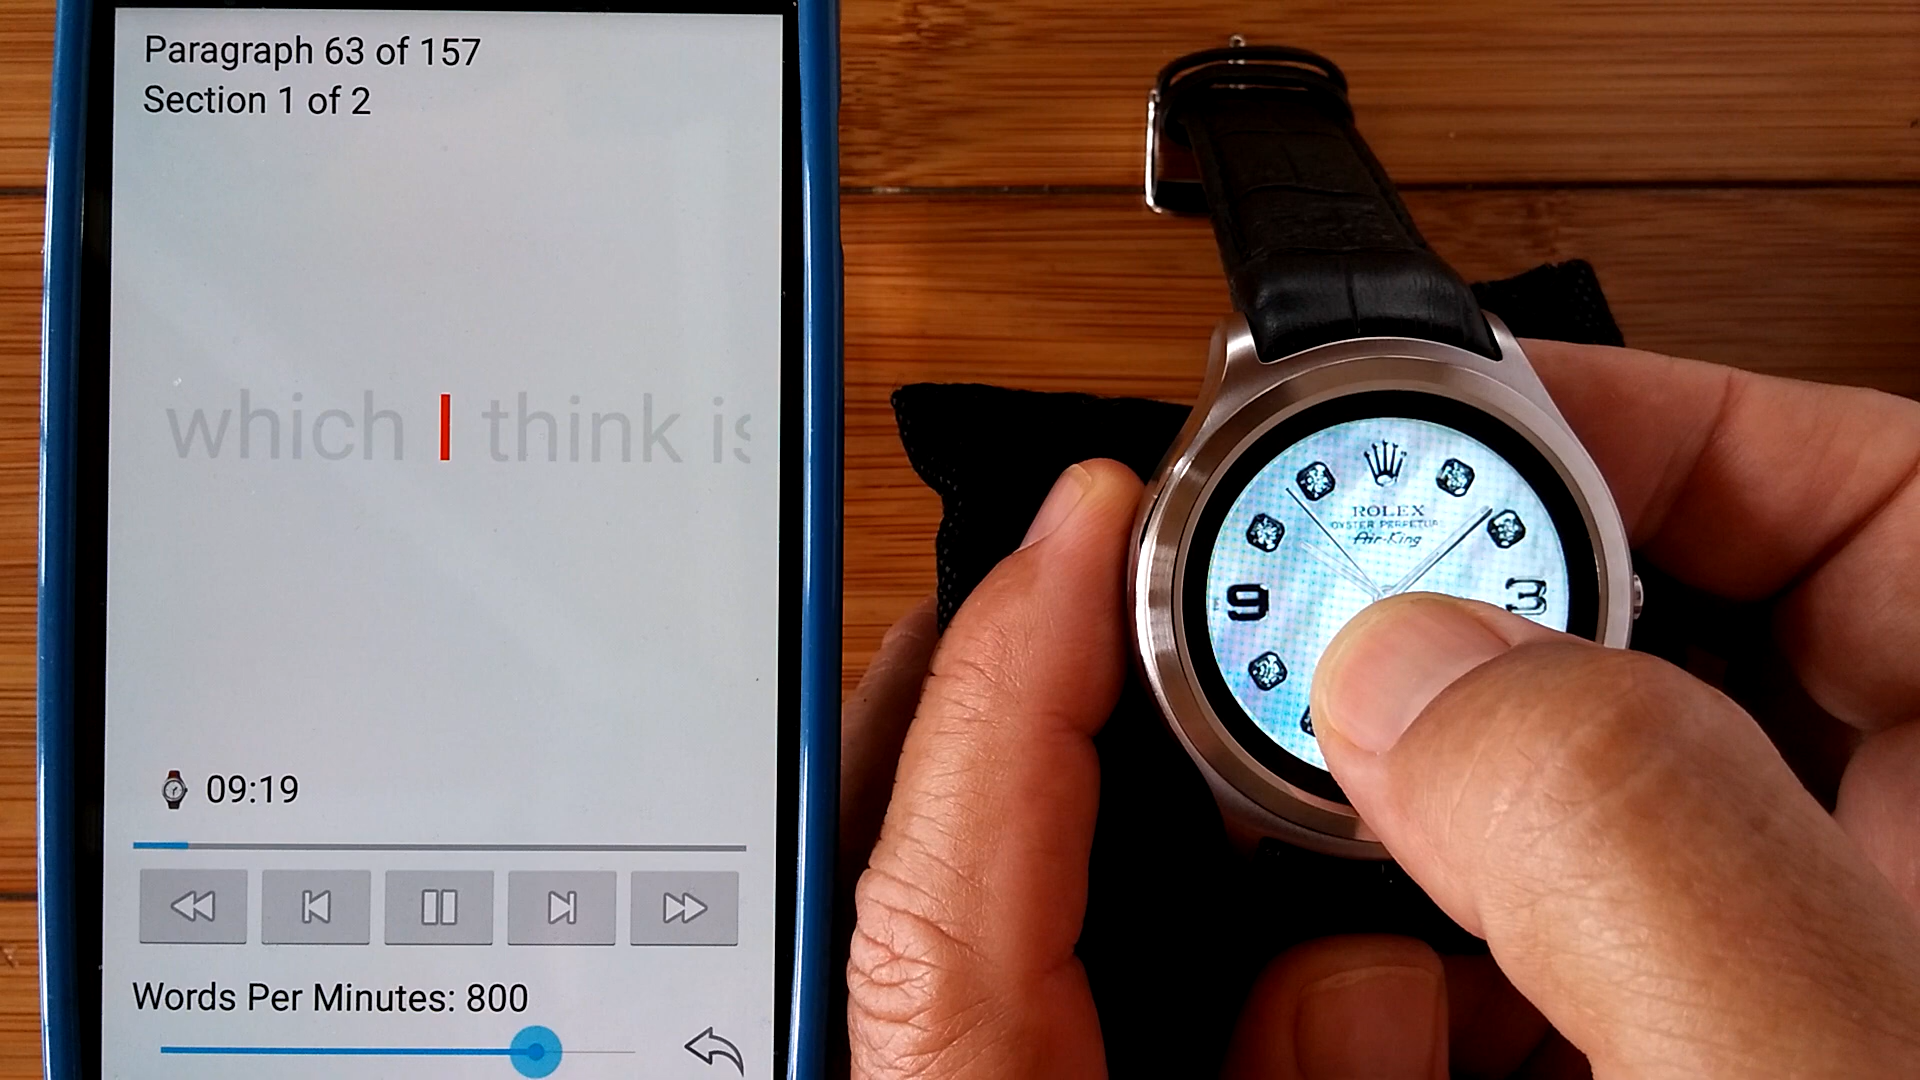 Paragraph 63 of 157
Section 1 of 2
which I think is
09:19
Words Per Minutes: 800
ROLEX
OYSTER PERPETUAL
Air-King
9
3